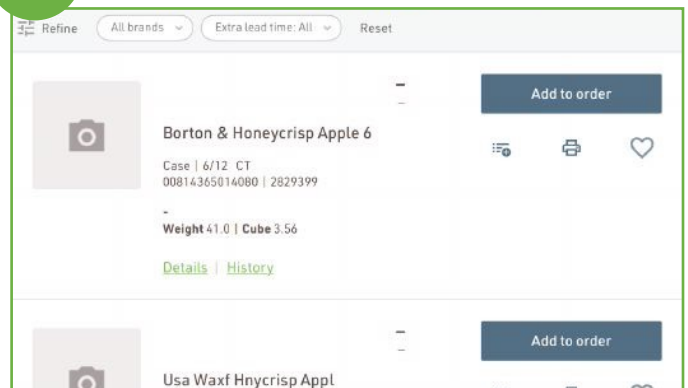 Refine All brands Extra lead time: All Reset
–
–
Add to order
Borton & Honeycrisp Apple 6
Case | 6/12 CT
00814365014080 | 2829399
-
Weight 41.0 | Cube 3.56
Details | History
–
–
Add to order
Usa Waxf Hnycrisp Appl